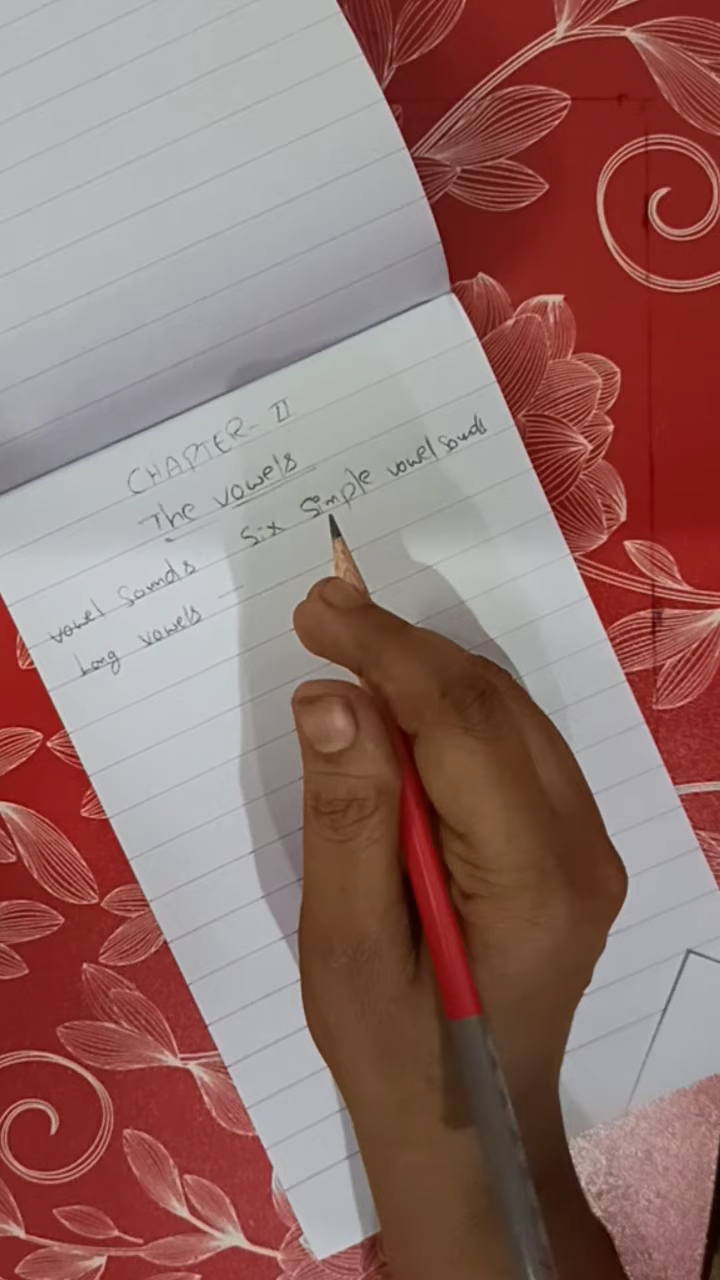 CHAPTER- II
The vowels
vowel Sounds six simple vowel sounds
Long vowels —